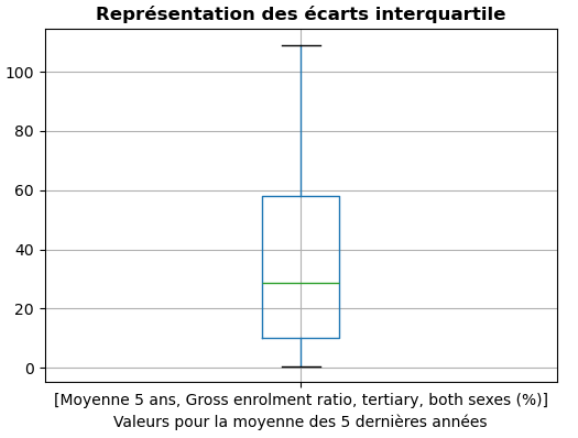 Représentation des écarts interquartile
100
80
60
40
20
0
[Moyenne 5 ans, Gross enrolment ratio, tertiary, both sexes (%)]
Valeurs pour la moyenne des 5 dernières années